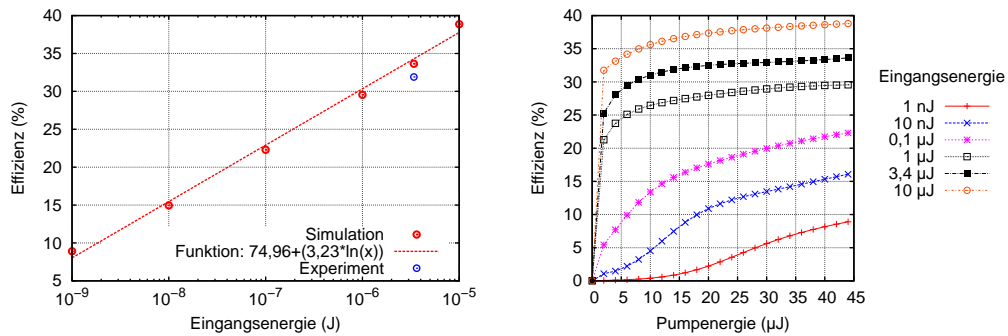 40
35
30
25
20
15
10
5
10⁻⁹
10⁻⁸
10⁻⁷
10⁻⁶
10⁻⁵
Effizienz (%)
Eingangsenergie (J)
Simulation
Funktion: 74,96+(3,23*ln(x))
Experiment
40
35
30
25
20
15
10
5
0
0
5
10
15
20
25
30
35
40
45
Effizienz (%)
Pumpenergie (µJ)
Eingangsenergie
1 nJ
10 nJ
0,1 µJ
1 µJ
3,4 µJ
10 µJ